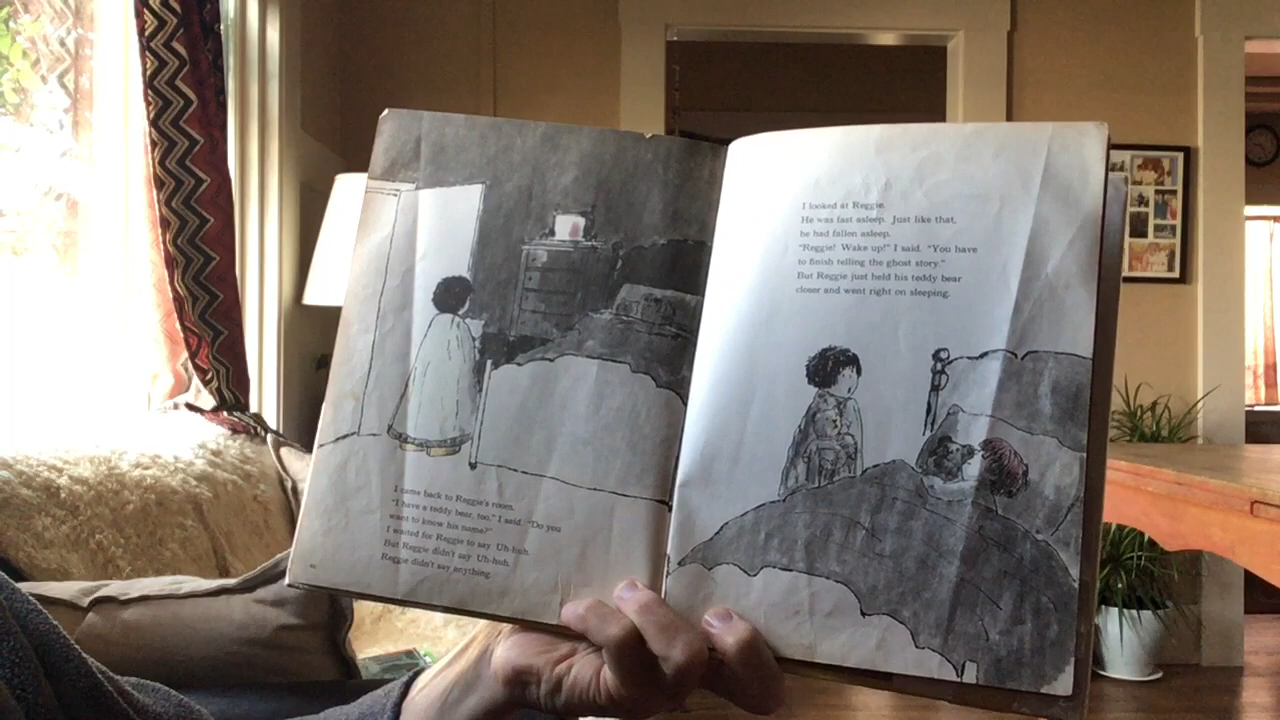 I came back to Reggie's room.
"I have a teddy bear, too," I said. "Do you
want to know his name?"
I waited for Reggie to say Uh-huh.
But Reggie didn't say Uh-huh.
Reggie didn't say anything.
I looked at Reggie.
He was fast asleep. Just like that,
he had fallen asleep.
"Reggie! Wake up!" I said. "You have
to finish telling the ghost story."
But Reggie just held his teddy bear
closer and went right on sleeping.